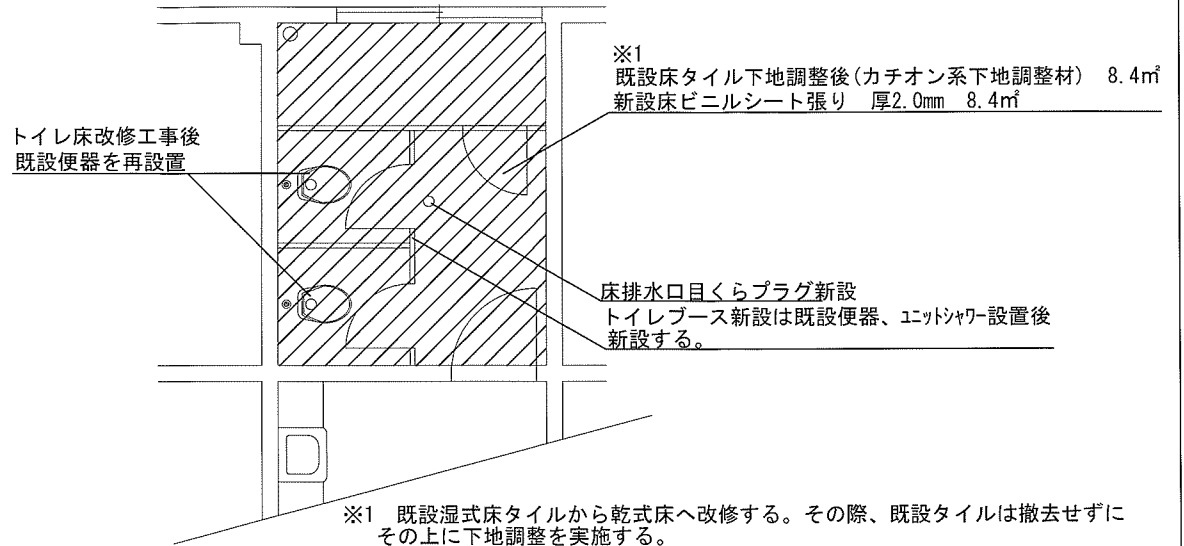 ※1
既設床タイル下地調整後(カチオン系下地調整材) 8.4㎡
新設床ビニルシート張り 厚2.0mm 8.4㎡
トイレ床改修工事後
既設便器を再設置
床排水口目くらプラグ新設
トイレブース新設は既設便器、ユニットシャワー設置後
新設する。
※1 既設湿式床タイルから乾式床へ改修する。その際、既設タイルは撤去せずに
その上に下地調整を実施する。